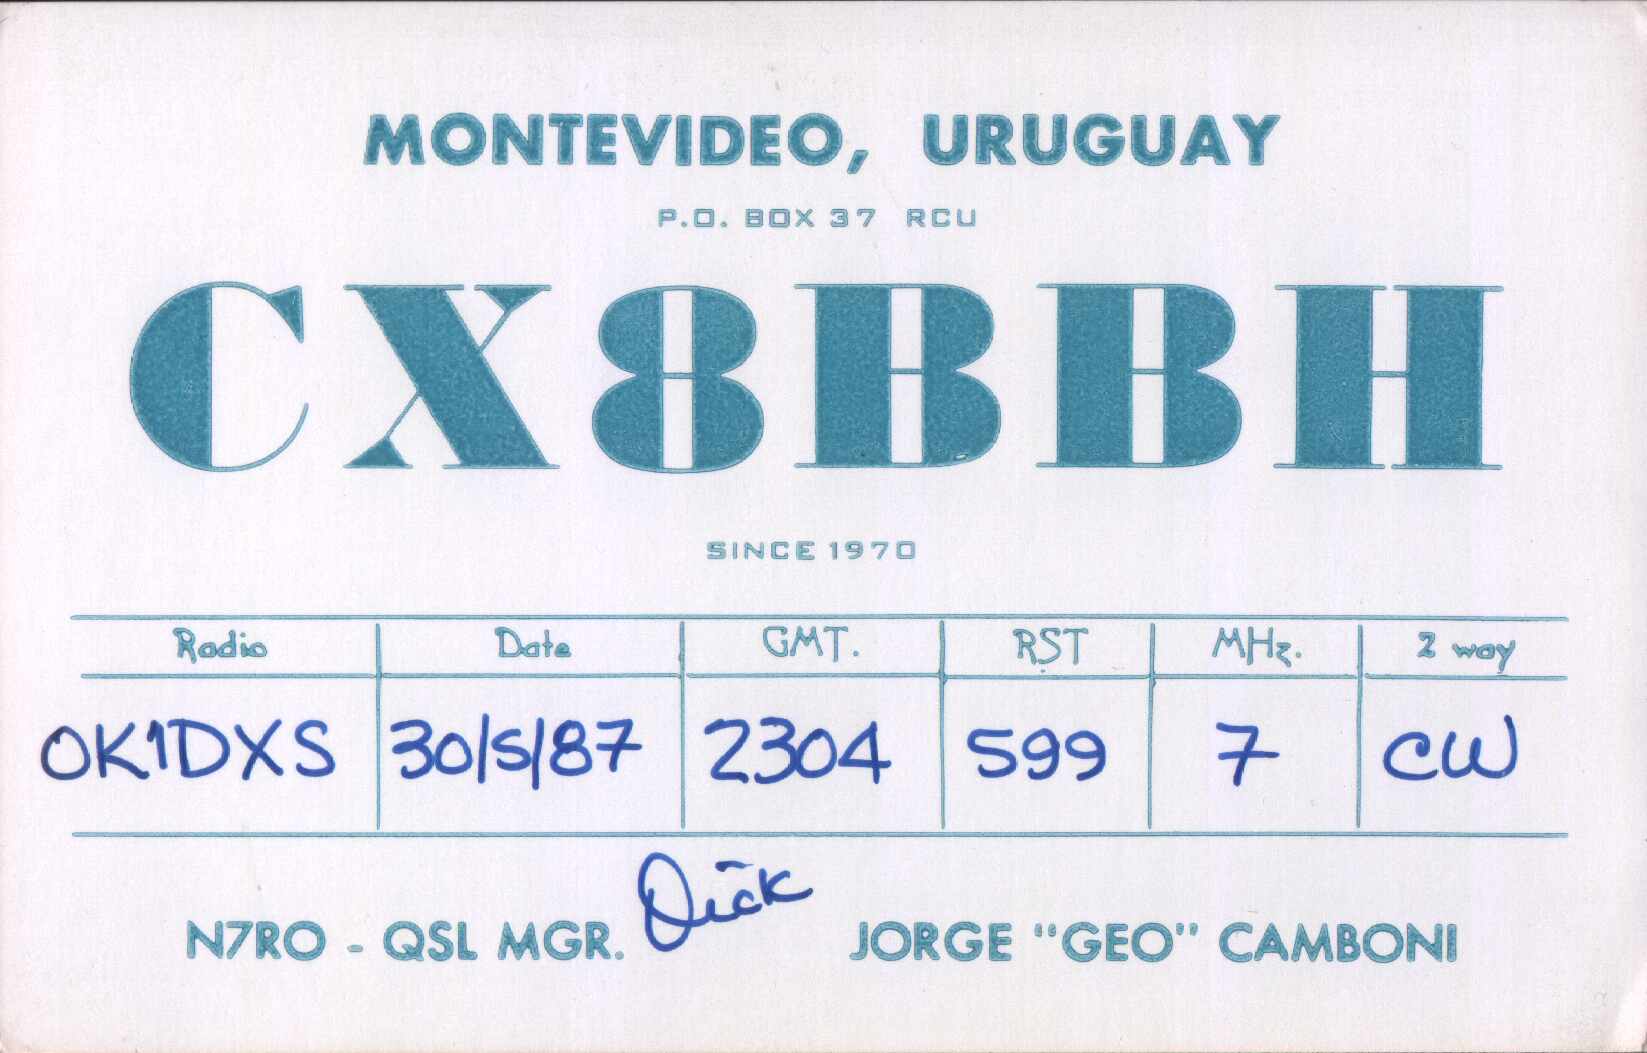 MONTEVIDEO, URUGUAY
P.O. BOX 37 RCU
CX8BBH
SINCE 1970
Radio Date GMT. RST MHz. 2 way
OK1DXS 30/5/87 2304 599 7 CW
Dick
N7RO - QSL MGR. JORGE "GEO" CAMBONI